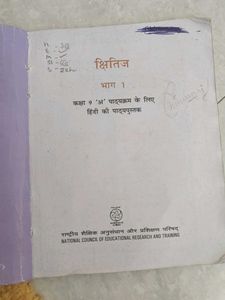 क्षितिज
भाग 1
कक्षा 9 'अ' पाठ्यक्रम के लिए
हिंदी की पाठ्यपुस्तक
राष्ट्रीय शैक्षिक अनुसंधान और प्रशिक्षण परिषद्
NATIONAL COUNCIL OF EDUCATIONAL RESEARCH AND TRAINING